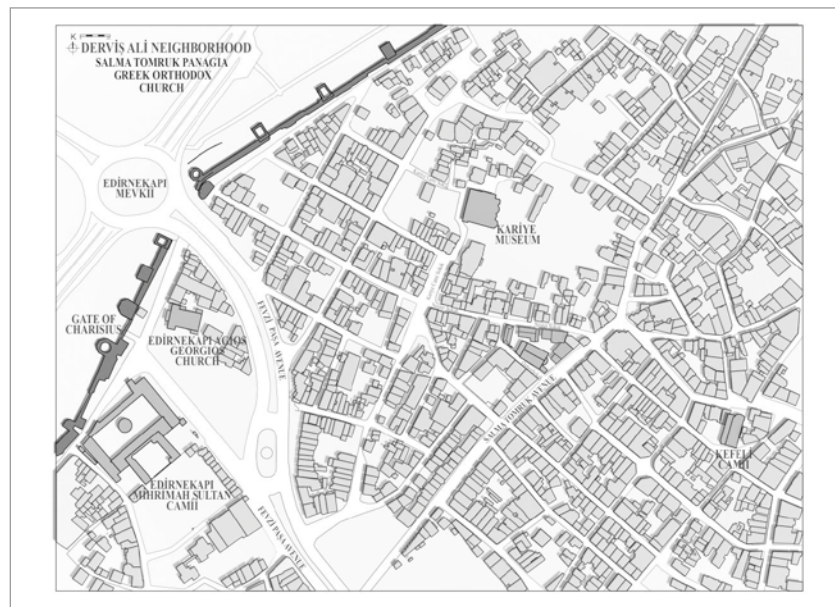 K
DERVİŞ ALİ NEIGHBORHOOD
SALMA TOMRUK PANAGIA
GREEK ORTHODOX
CHURCH
EDİRNEKAPI
MEVKİİ
KARİYE
MUSEUM
GATE OF
CHARISIUS
EDİRNEKAPI AGIOS
GEORGIOS
CHURCH
FEVZİ PAŞA AVENUE
SALMA TOMRUK AVENUE
KEFELİ
CAMİİ
EDİRNEKAPI
MİHRİMAH SULTAN
CAMİİ
FEVZİ PAŞA AVENUE